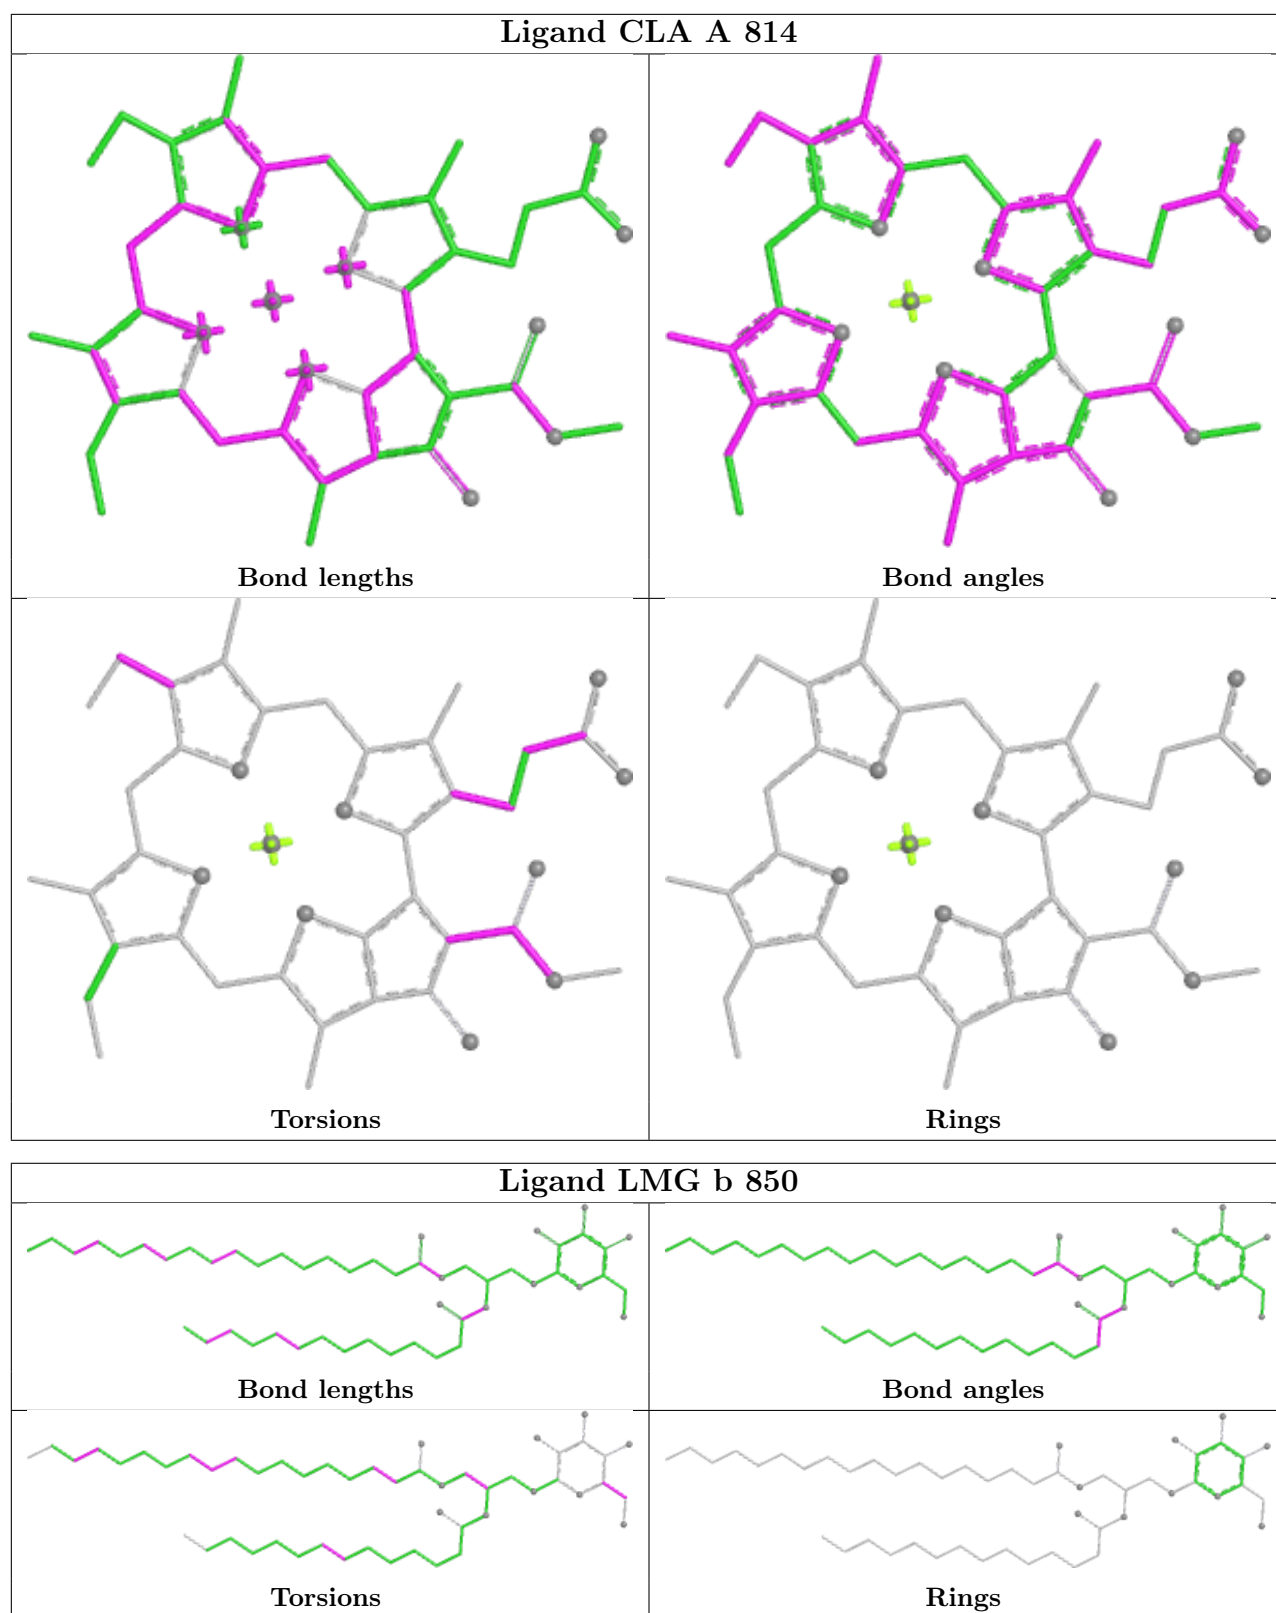 Ligand CLA A 814
Bond lengths
Bond angles
Torsions
Rings
Ligand LMG b 850
Bond lengths
Bond angles
Torsions
Rings